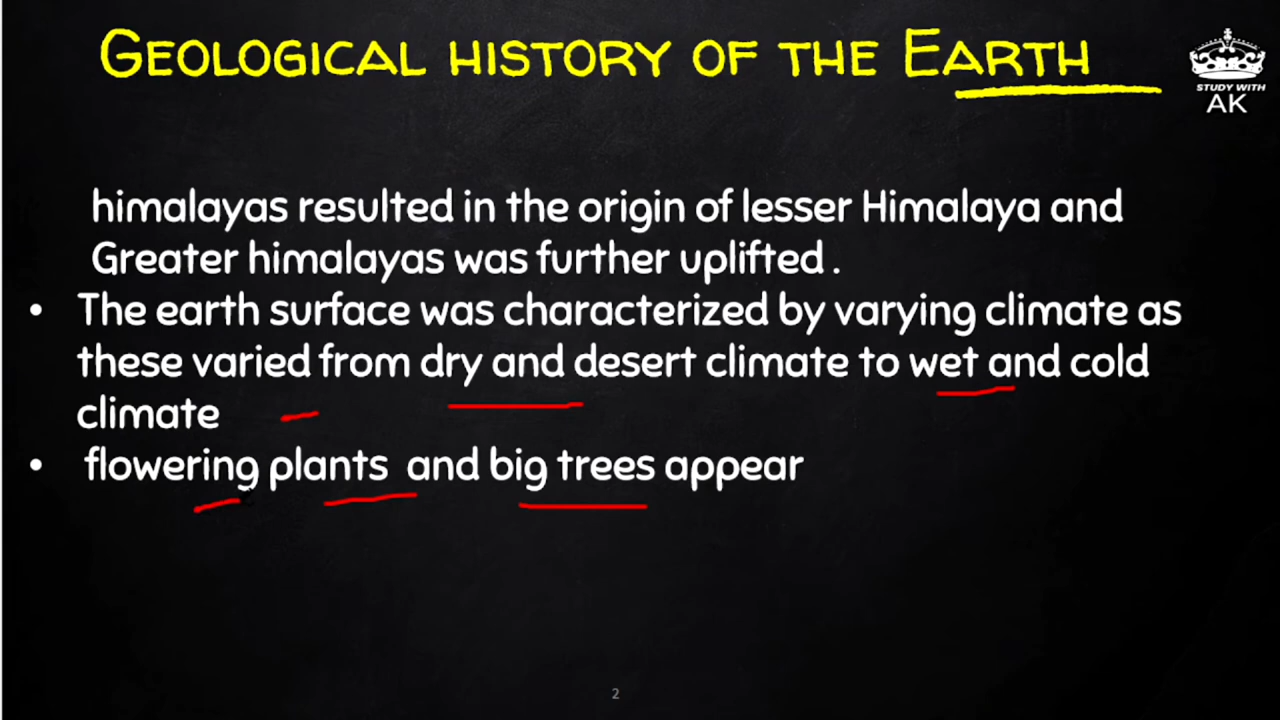 GEOLOGICAL HISTORY OF THE EARTH
STUDY WITH
AK
himalayas resulted in the origin of lesser Himalaya and
Greater himalayas was further uplifted .
• The earth surface was characterized by varying climate as
these varied from dry and desert climate to wet and cold
climate
• flowering plants and big trees appear
2